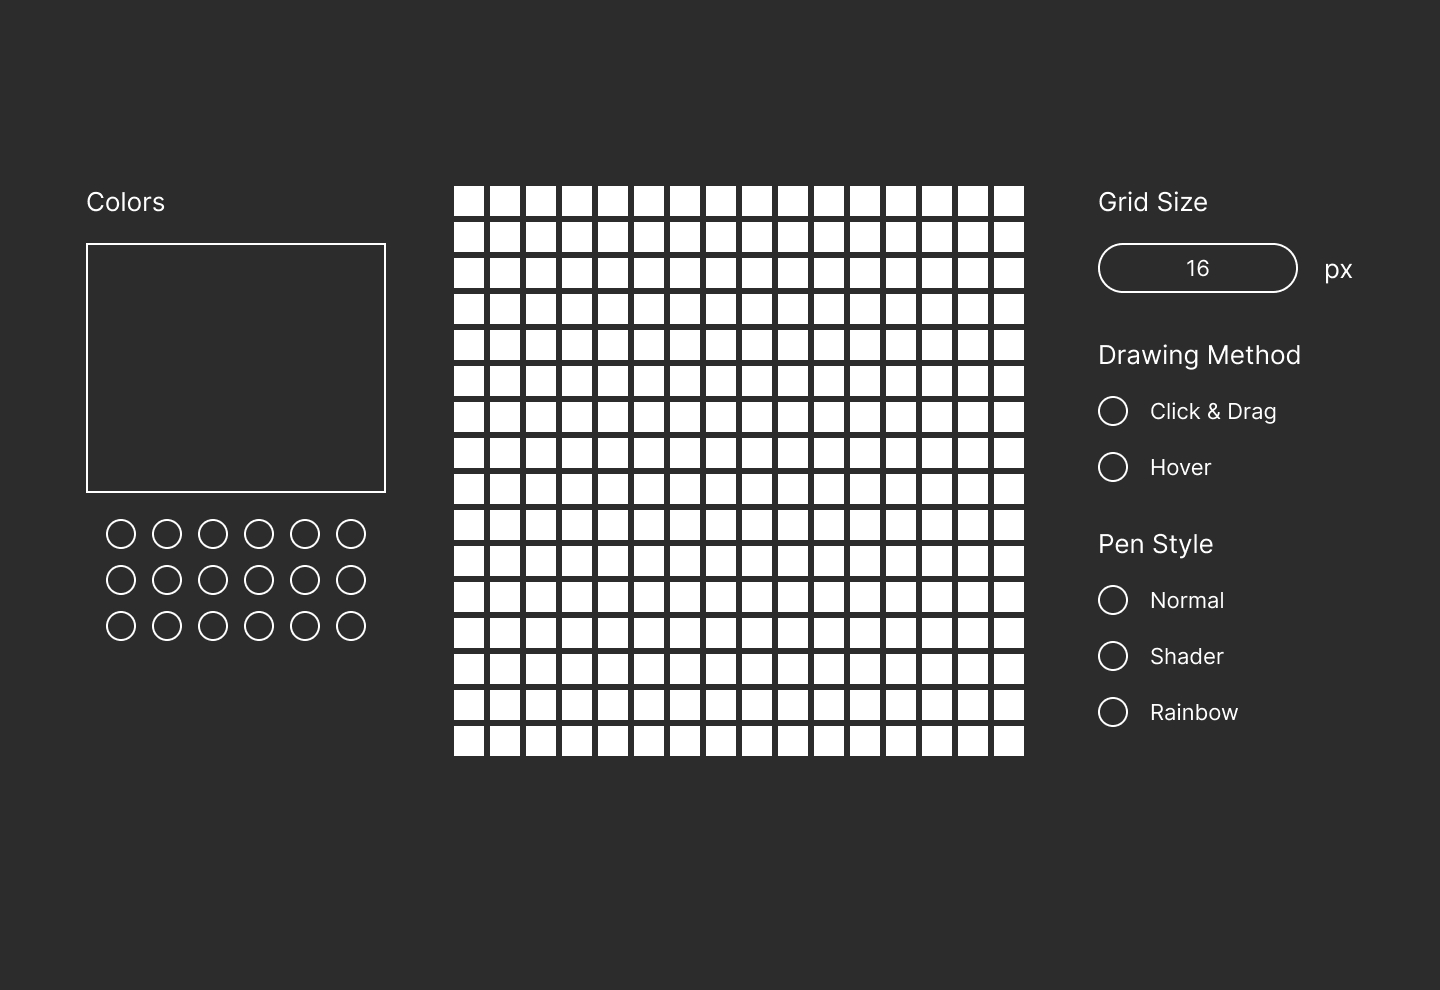 Colors
Grid Size
16
px
Drawing Method
Click & Drag
Hover
Pen Style
Normal
Shader
Rainbow